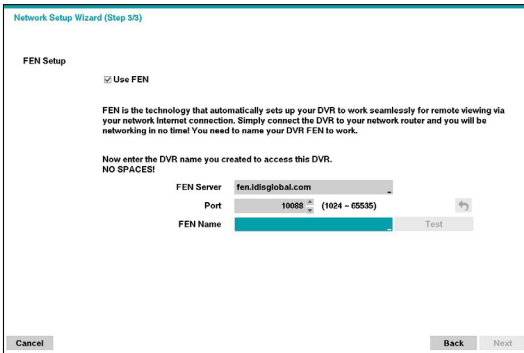 Network Setup Wizard (Step 3/3)
FEN Setup
Use FEN
FEN is the technology that automatically sets up your DVR to work seamlessly for remote viewing via
your network Internet connection. Simply connect the DVR to your network router and you will be
networking in no time! You need to name your DVR FEN to work.
Now enter the DVR name you created to access this DVR.
NO SPACES!
FEN Server fen.idisglobal.com
Port 10088 (1024 ~ 65535)
FEN Name Test
Cancel Back Next